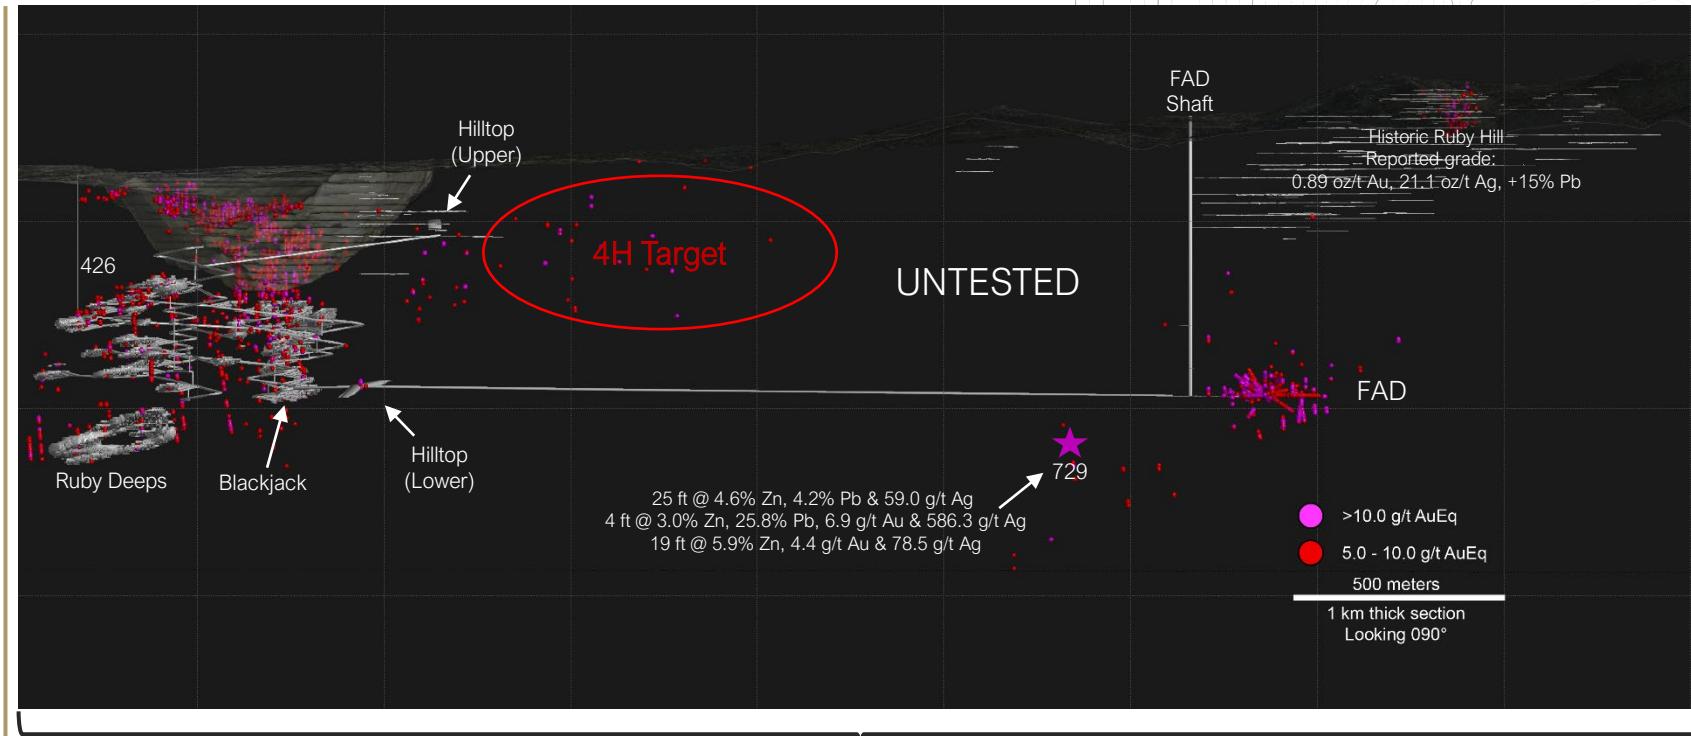 FAD
Shaft
Hilltop
(Upper)
Historic Ruby Hill
Reported grade:
0.89 oz/t Au, 21.1 oz/t Ag, +15% Pb
4H Target
426
UNTESTED
FAD
Hilltop
(Lower)
Ruby Deeps
Blackjack
729
25 ft @ 4.6% Zn, 4.2% Pb & 59.0 g/t Ag
4 ft @ 3.0% Zn, 25.8% Pb, 6.9 g/t Au & 586.3 g/t Ag
19 ft @ 5.9% Zn, 4.4 g/t Au & 78.5 g/t Ag
>10.0 g/t AuEq
5.0 - 10.0 g/t AuEq
500 meters
1 km thick section
Looking 090°